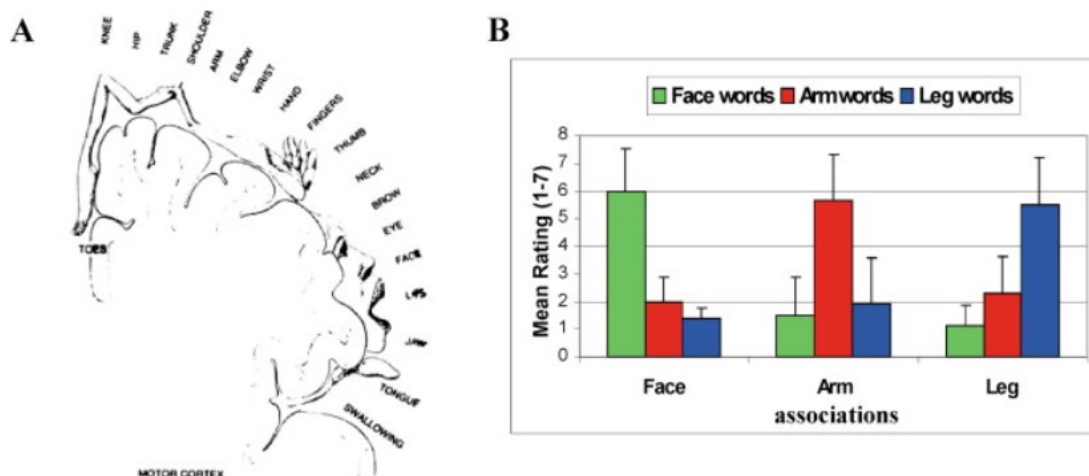 A
KNEE
HIP
TRUNK
SHOULDER
ARM
ELBOW
WRIST
HAND
FINGERS
THUMB
NECK
BROW
EYE
FACE
LIPS
JAW
TONGUE
SWALLOWING
TOES
MOTOR CORTEX
B
Face words Arm words Leg words
8
7
6
5
4
3
2
1
0
Mean Rating (1-7)
Face Arm Leg
associations